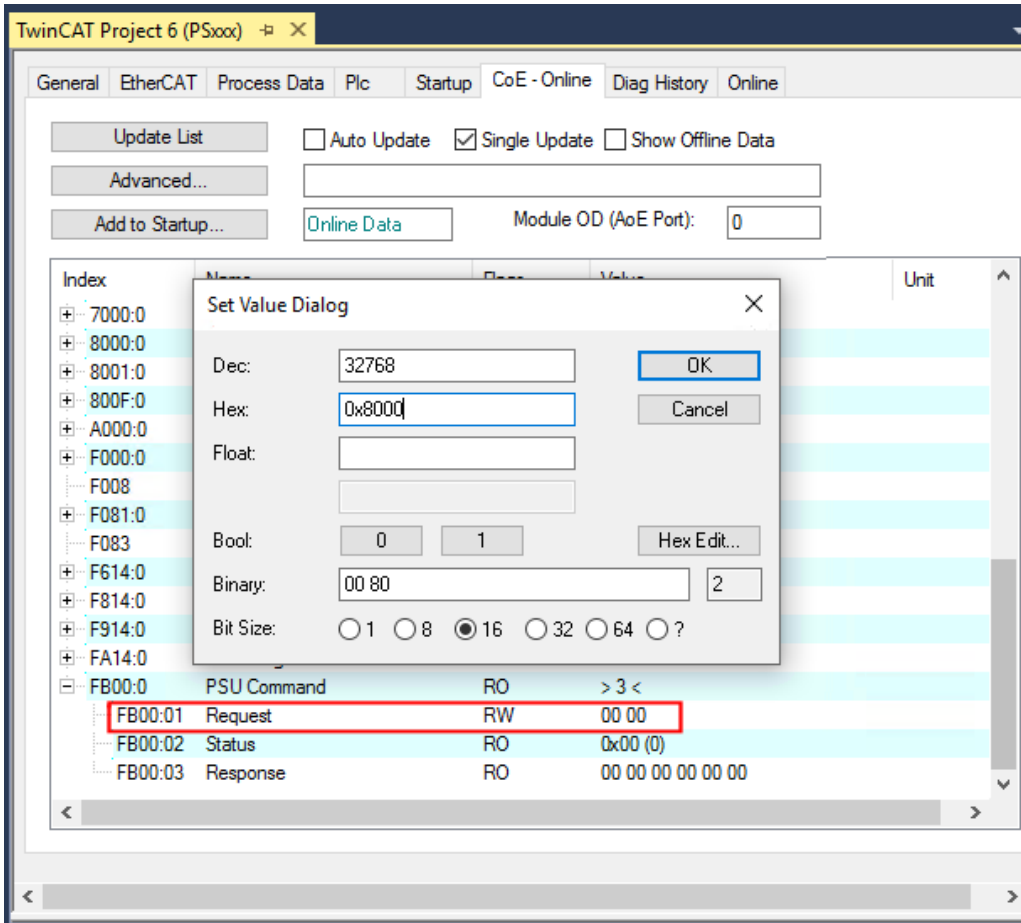 TwinCAT Project 6 (PSxxx)
General EtherCAT Process Data Plc Startup CoE - Online Diag History Online
Update List Auto Update Single Update Show Offline Data
Advanced...
Add to Startup... Online Data Module OD (AoE Port): 0
Index Name Flags Value Unit
7000:0
8000:0
8001:0
800F:0
A000:0
F000:0
F008
F081:0
F083
F614:0
F814:0
F914:0
FA14:0
Set Value Dialog
Dec: 32768 OK
Hex: 0x8000 Cancel
Float:
Bool: 0 1 Hex Edit...
Binary: 00 80 2
Bit Size: 1 8 16 32 64 ?
FB00:0 PSU Command RO > 3 <
FB00:01 Request RW 00 00
FB00:02 Status RO 0x00 (0)
FB00:03 Response RO 00 00 00 00 00 00